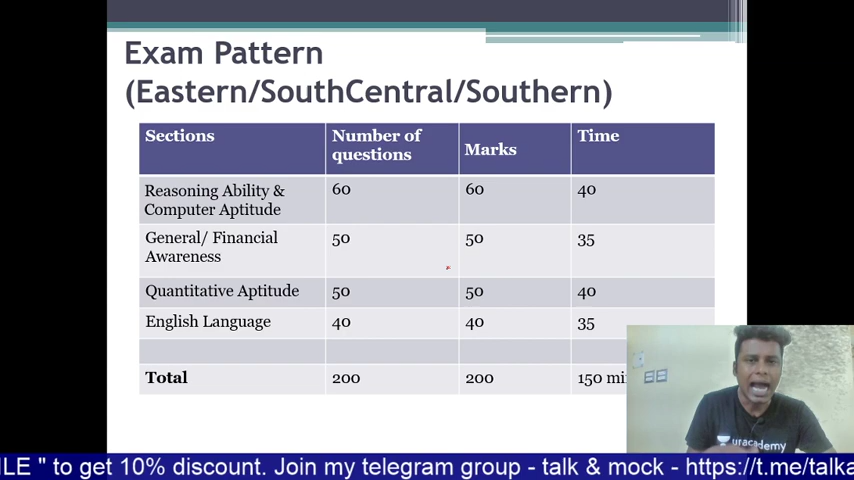 Exam Pattern
(Eastern/SouthCentral/Southern)
Sections Number of questions Marks Time
Reasoning Ability & Computer Aptitude 60 60 40
General/ Financial Awareness 50 50 35
Quantitative Aptitude 50 50 40
English Language 40 40 35
Total 200 200 150
uracademy
" to get 10% discount. Join my telegram group - talk & mock - https://t.me/talka